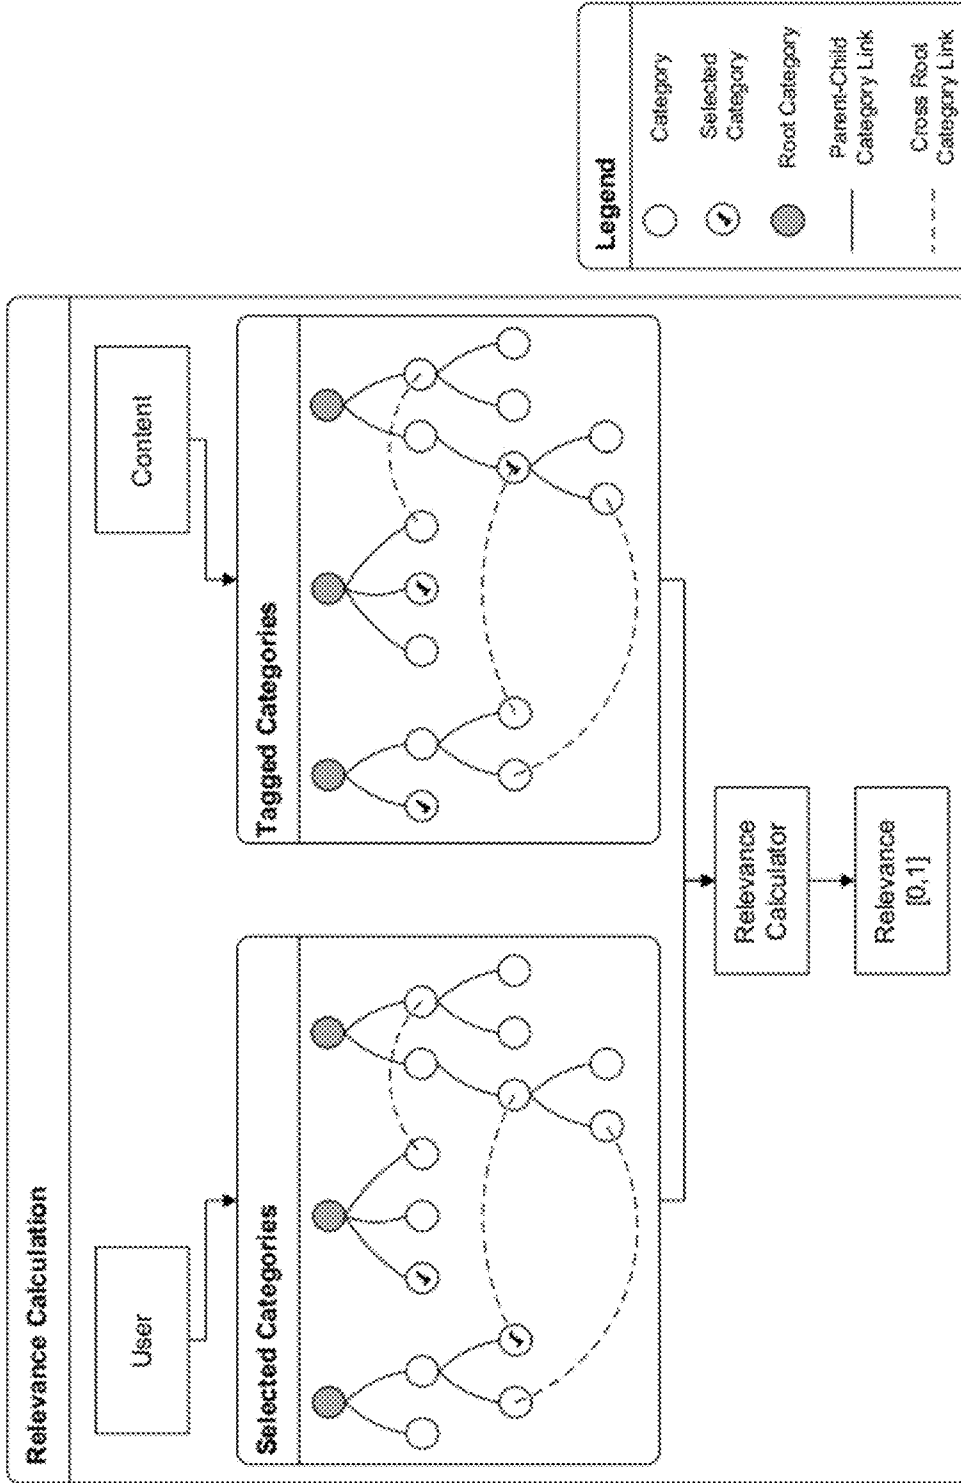 Relevance Calculation
User
Content
Selected Categories
Tagged Categories
Relevance
Calculator
Relevance
[0,1]
Legend
Category
Selected
Category
Root Category
Parent-Child
Category Link
Cross Root
Category Link